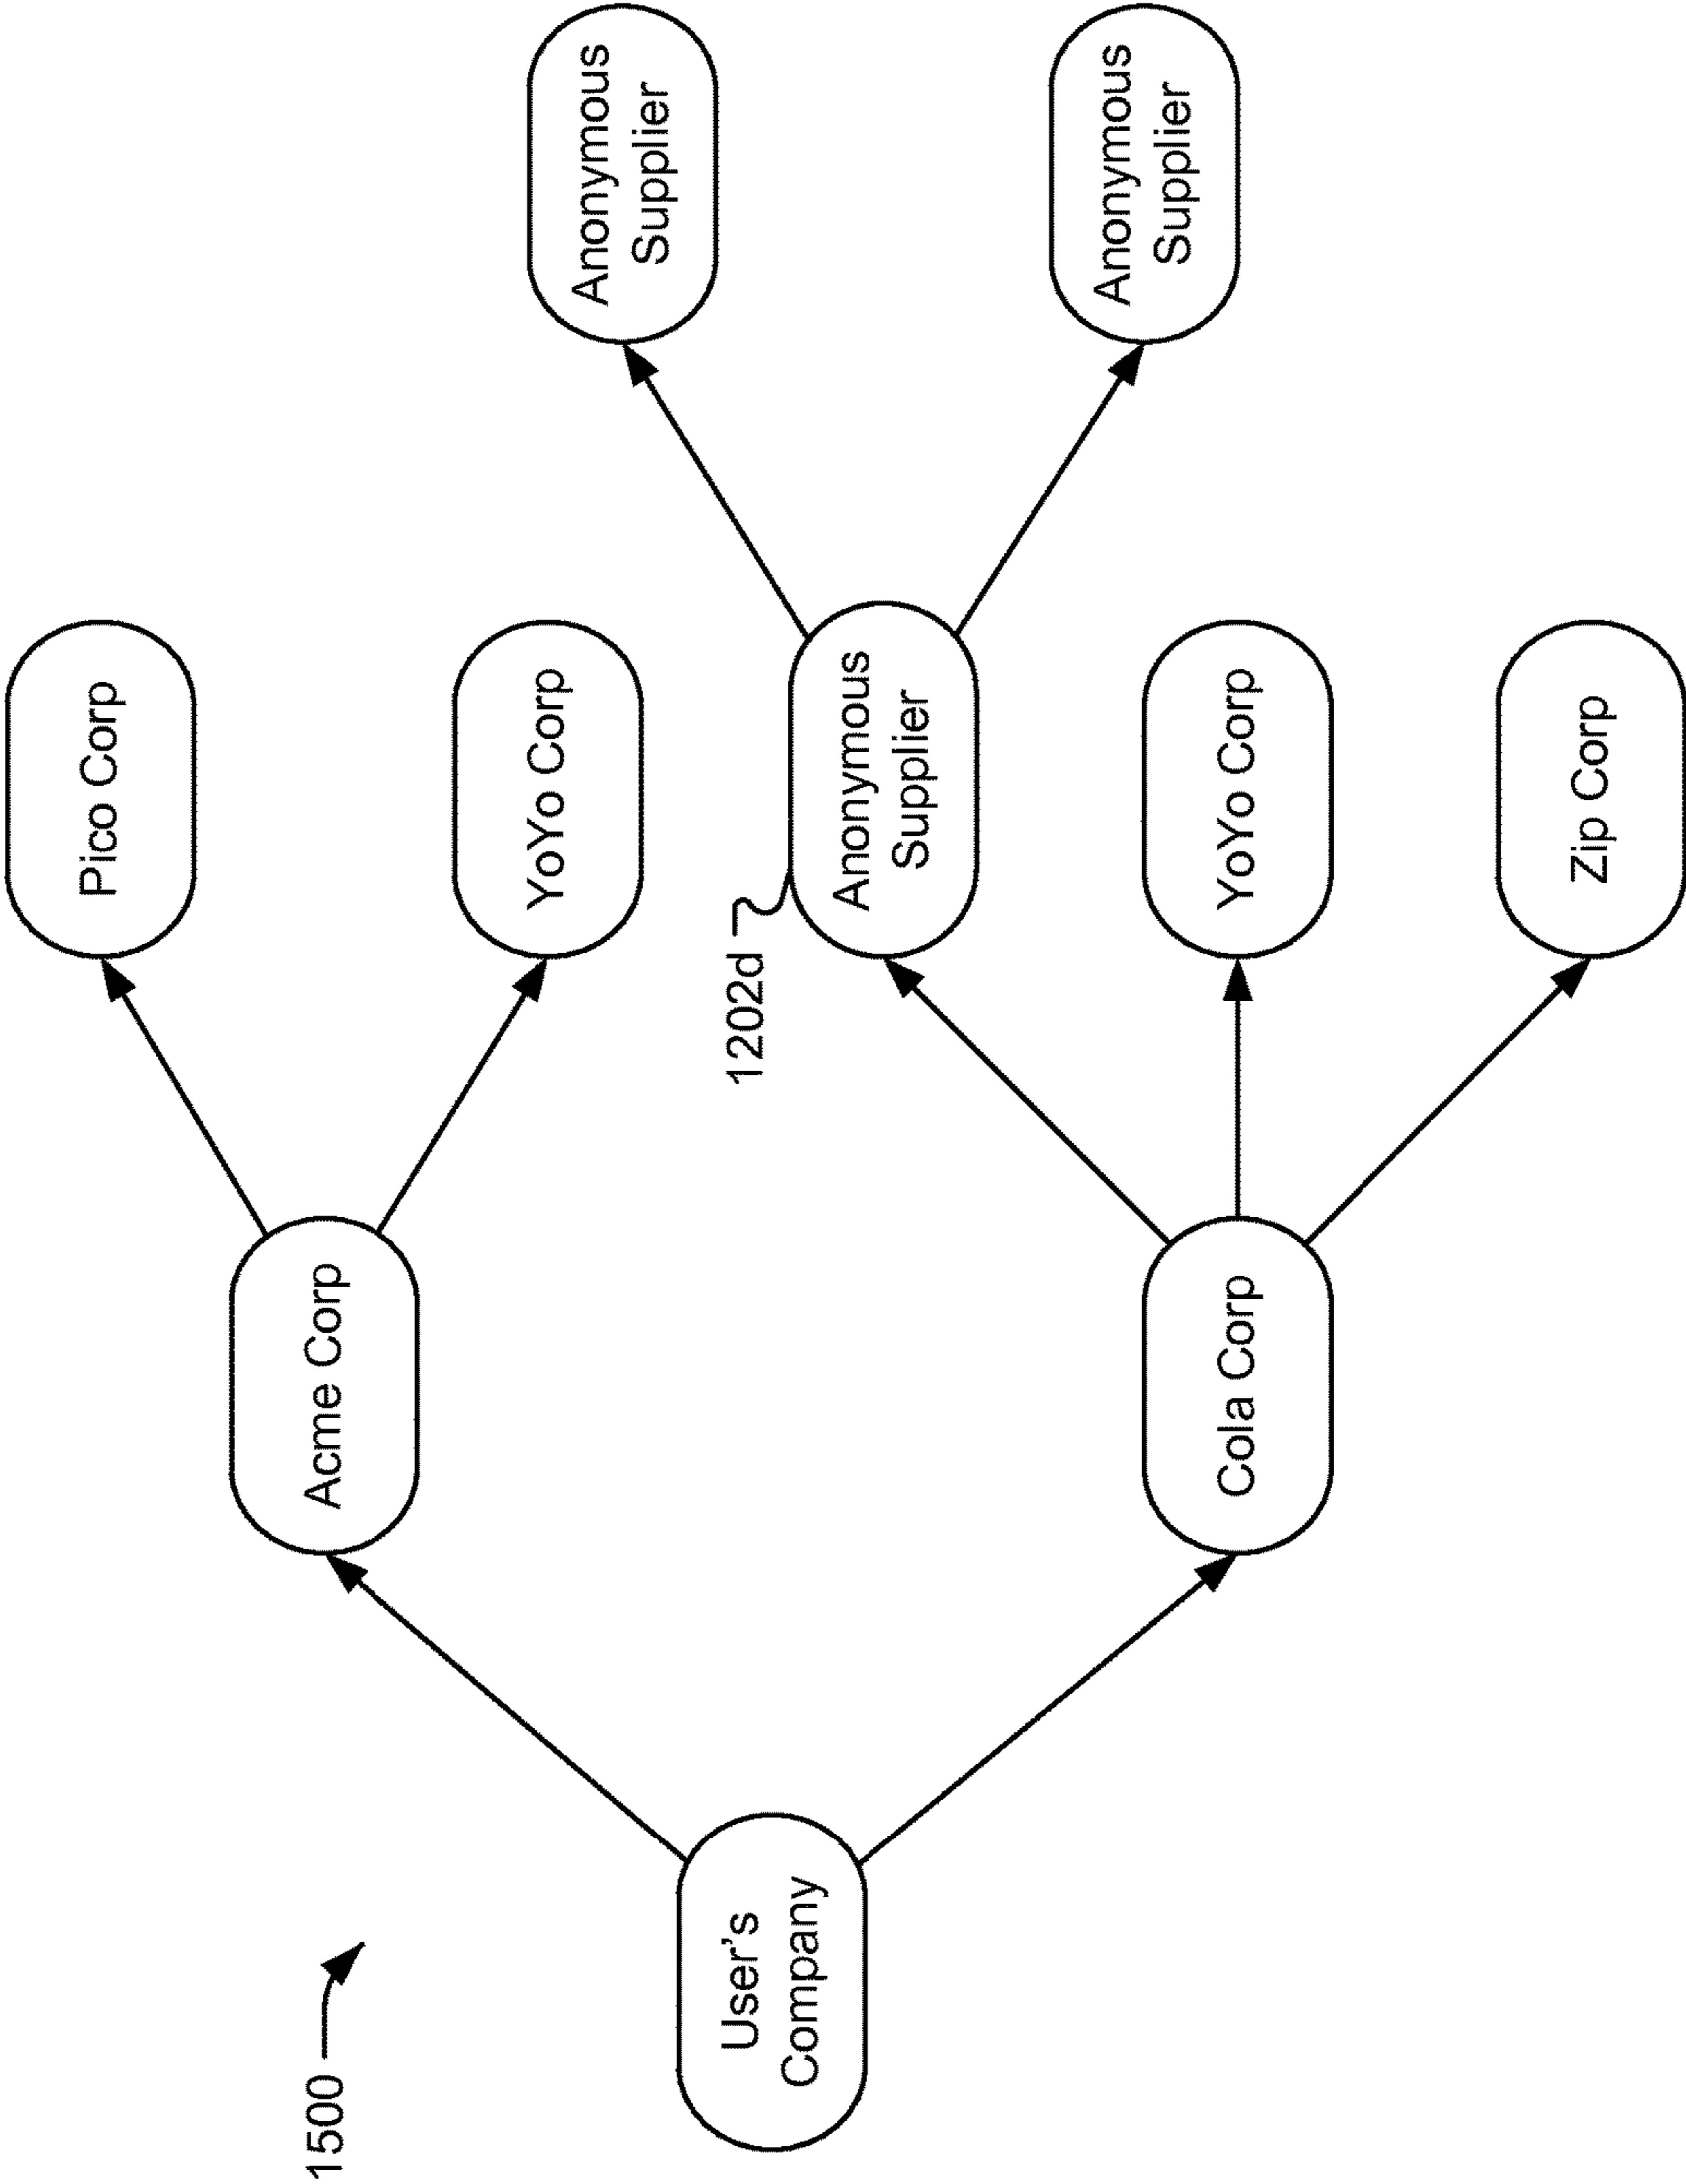 1500
User's
Company
Acme Corp
Cola Corp
Pico Corp
YoYo Corp
1202d
Anonymous
Supplier
YoYo Corp
Zip Corp
Anonymous
Supplier
Anonymous
Supplier